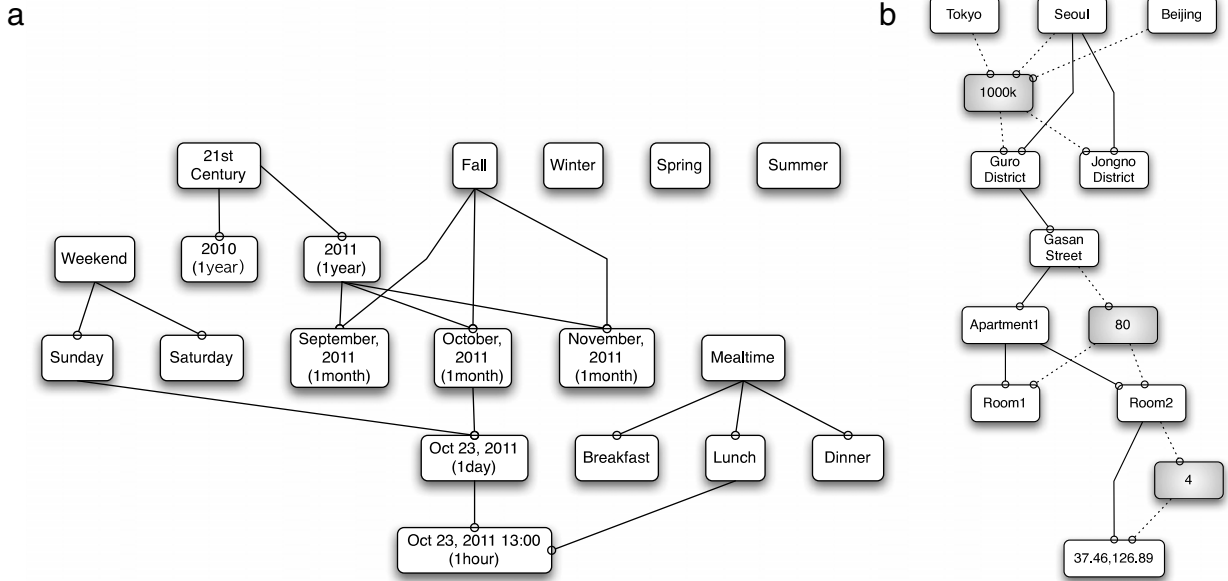 a
21st
Century
Fall
Winter
Spring
Summer
Weekend
2010
(1year)
2011
(1year)
Sunday
Saturday
September,
2011
(1month)
October,
2011
(1month)
November,
2011
(1month)
Mealtime
Oct 23, 2011
(1day)
Breakfast
Lunch
Dinner
Oct 23, 2011 13:00
(1hour)
b
Tokyo
Seoul
Beijing
1000k
Guro
District
Jongno
District
Gasan
Street
Apartment1
80
Room1
Room2
4
37.46,126.89